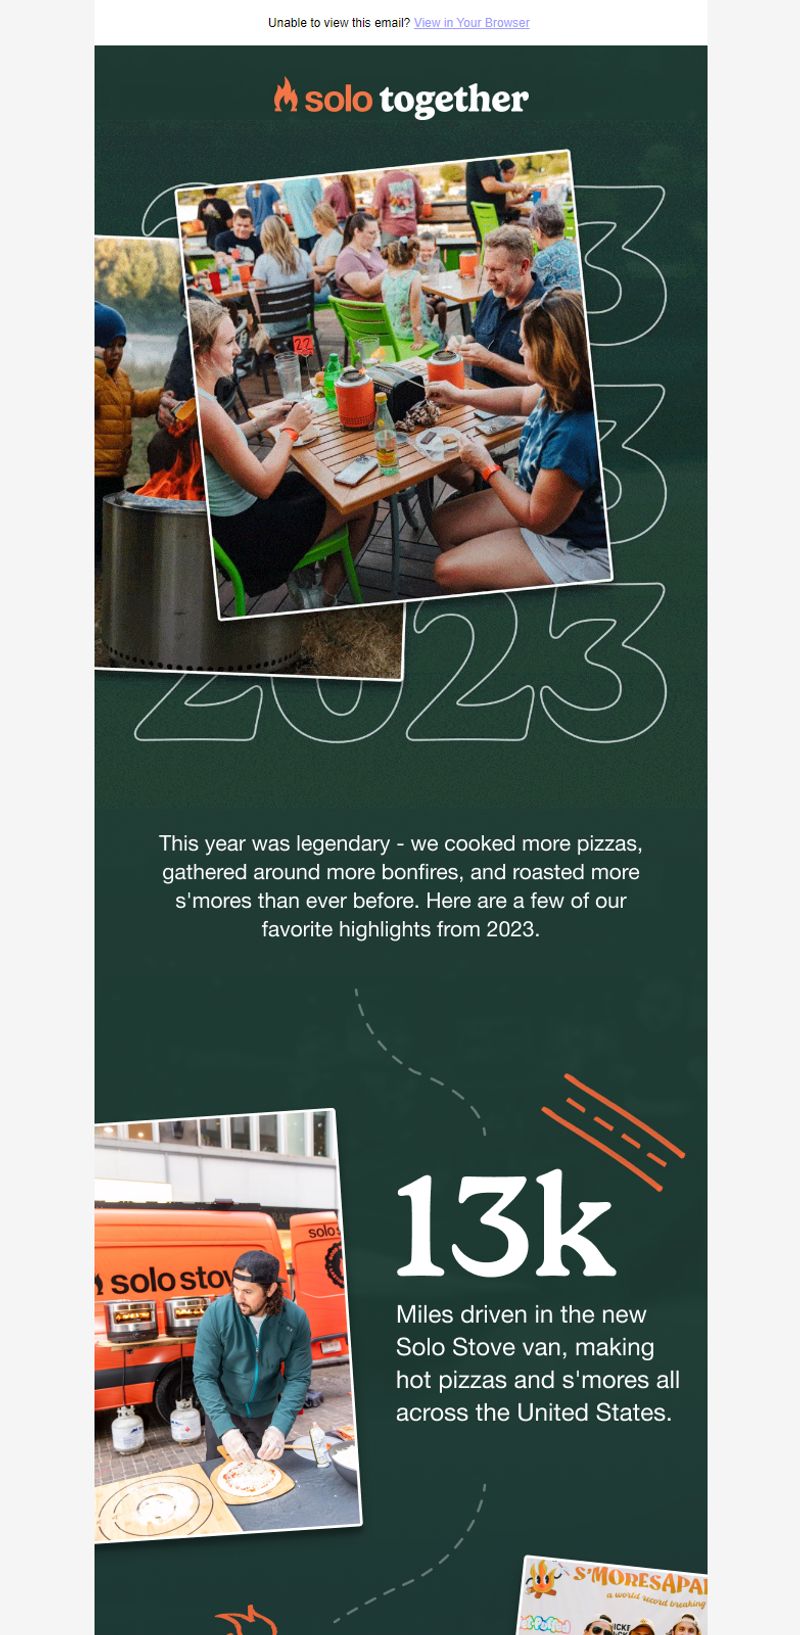 Unable to view this email? View in Your Browser
solo together
22
2023
This year was legendary - we cooked more pizzas,
gathered around more bonfires, and roasted more
s'mores than ever before. Here are a few of our
favorite highlights from 2023.
13k
solo stov
solo s
Miles driven in the new
Solo Stove van, making
hot pizzas and s'mores all
across the United States.
S'MORESAPA
a world record breaking